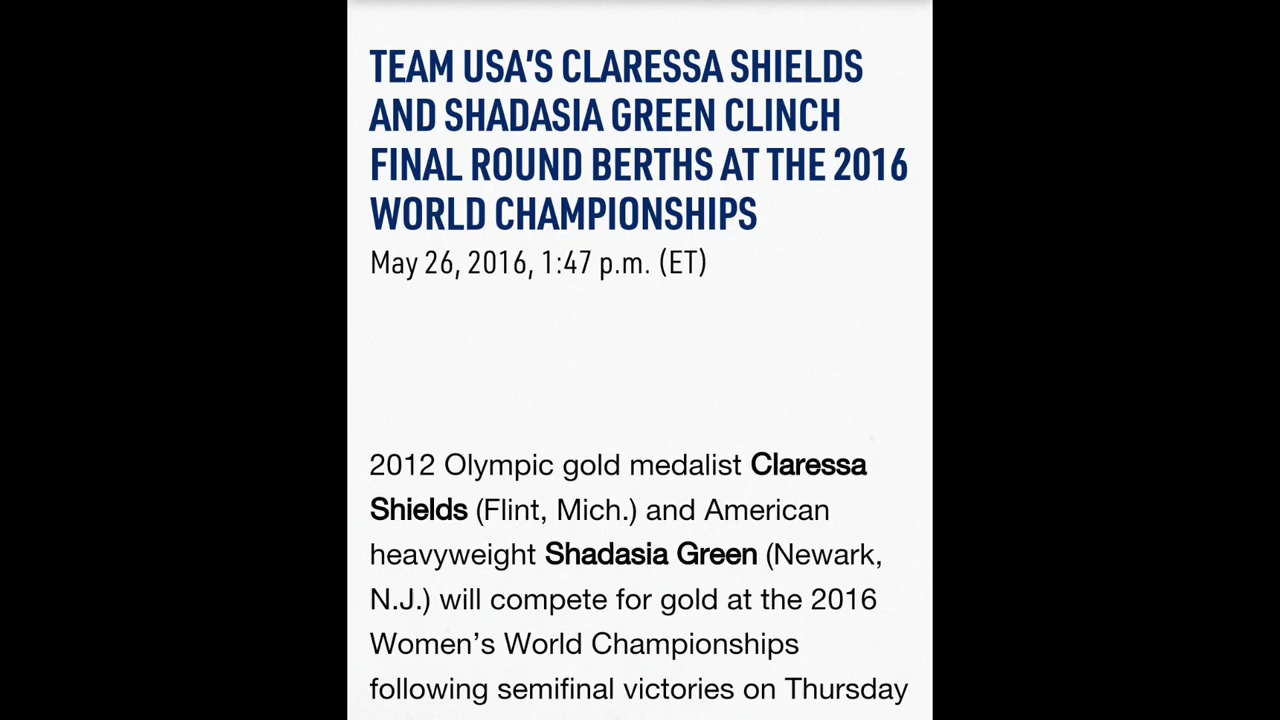 TEAM USA'S CLARESSA SHIELDS
AND SHADASIA GREEN CLINCH
FINAL ROUND BERTHS AT THE 2016
WORLD CHAMPIONSHIPS
May 26, 2016, 1:47 p.m. (ET)
2012 Olympic gold medalist Claressa
Shields (Flint, Mich.) and American
heavyweight Shadasia Green (Newark,
N.J.) will compete for gold at the 2016
Women's World Championships
following semifinal victories on Thursday